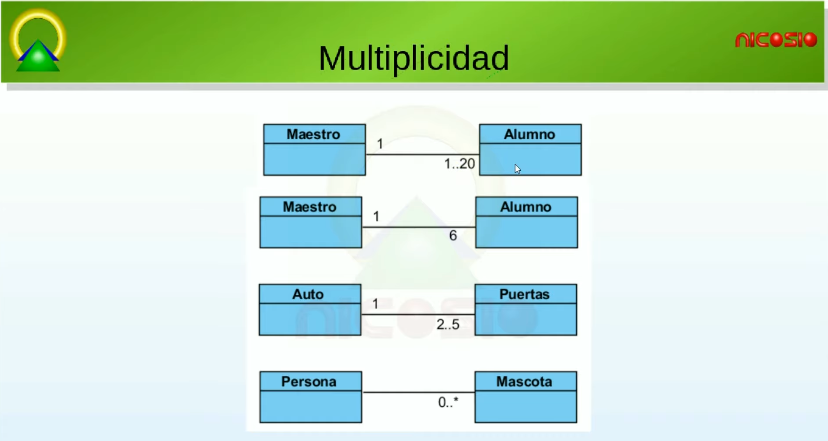 Multiplicidad
NICOSIO
Maestro
1
1..20
Alumno
Maestro
1
6
Alumno
Auto
1
2..5
Puertas
NICOSIO
Persona
0..*
Mascota